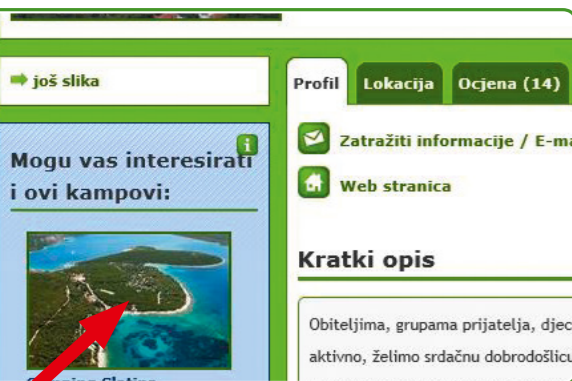 još slika
Mogu vas interesirati
i ovi kampovi:
Profil
Lokacija
Ocjena (14)
Zatražiti informacije / E-ma
Web stranica
Kratki opis
Obiteljima, grupama prijatelja, djec
aktivno, želimo srdačnu dobrodošlicu